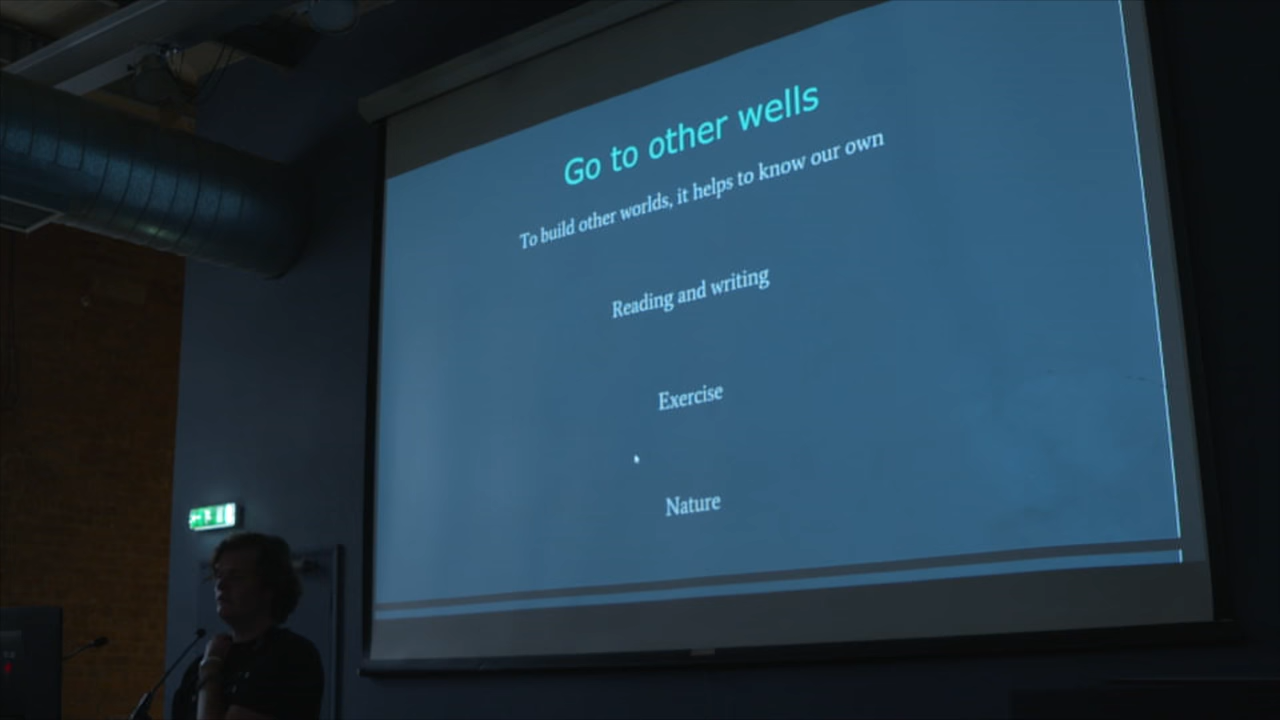 Go to other wells
To build other worlds, it helps to know our own
Reading and writing
Exercise
Nature